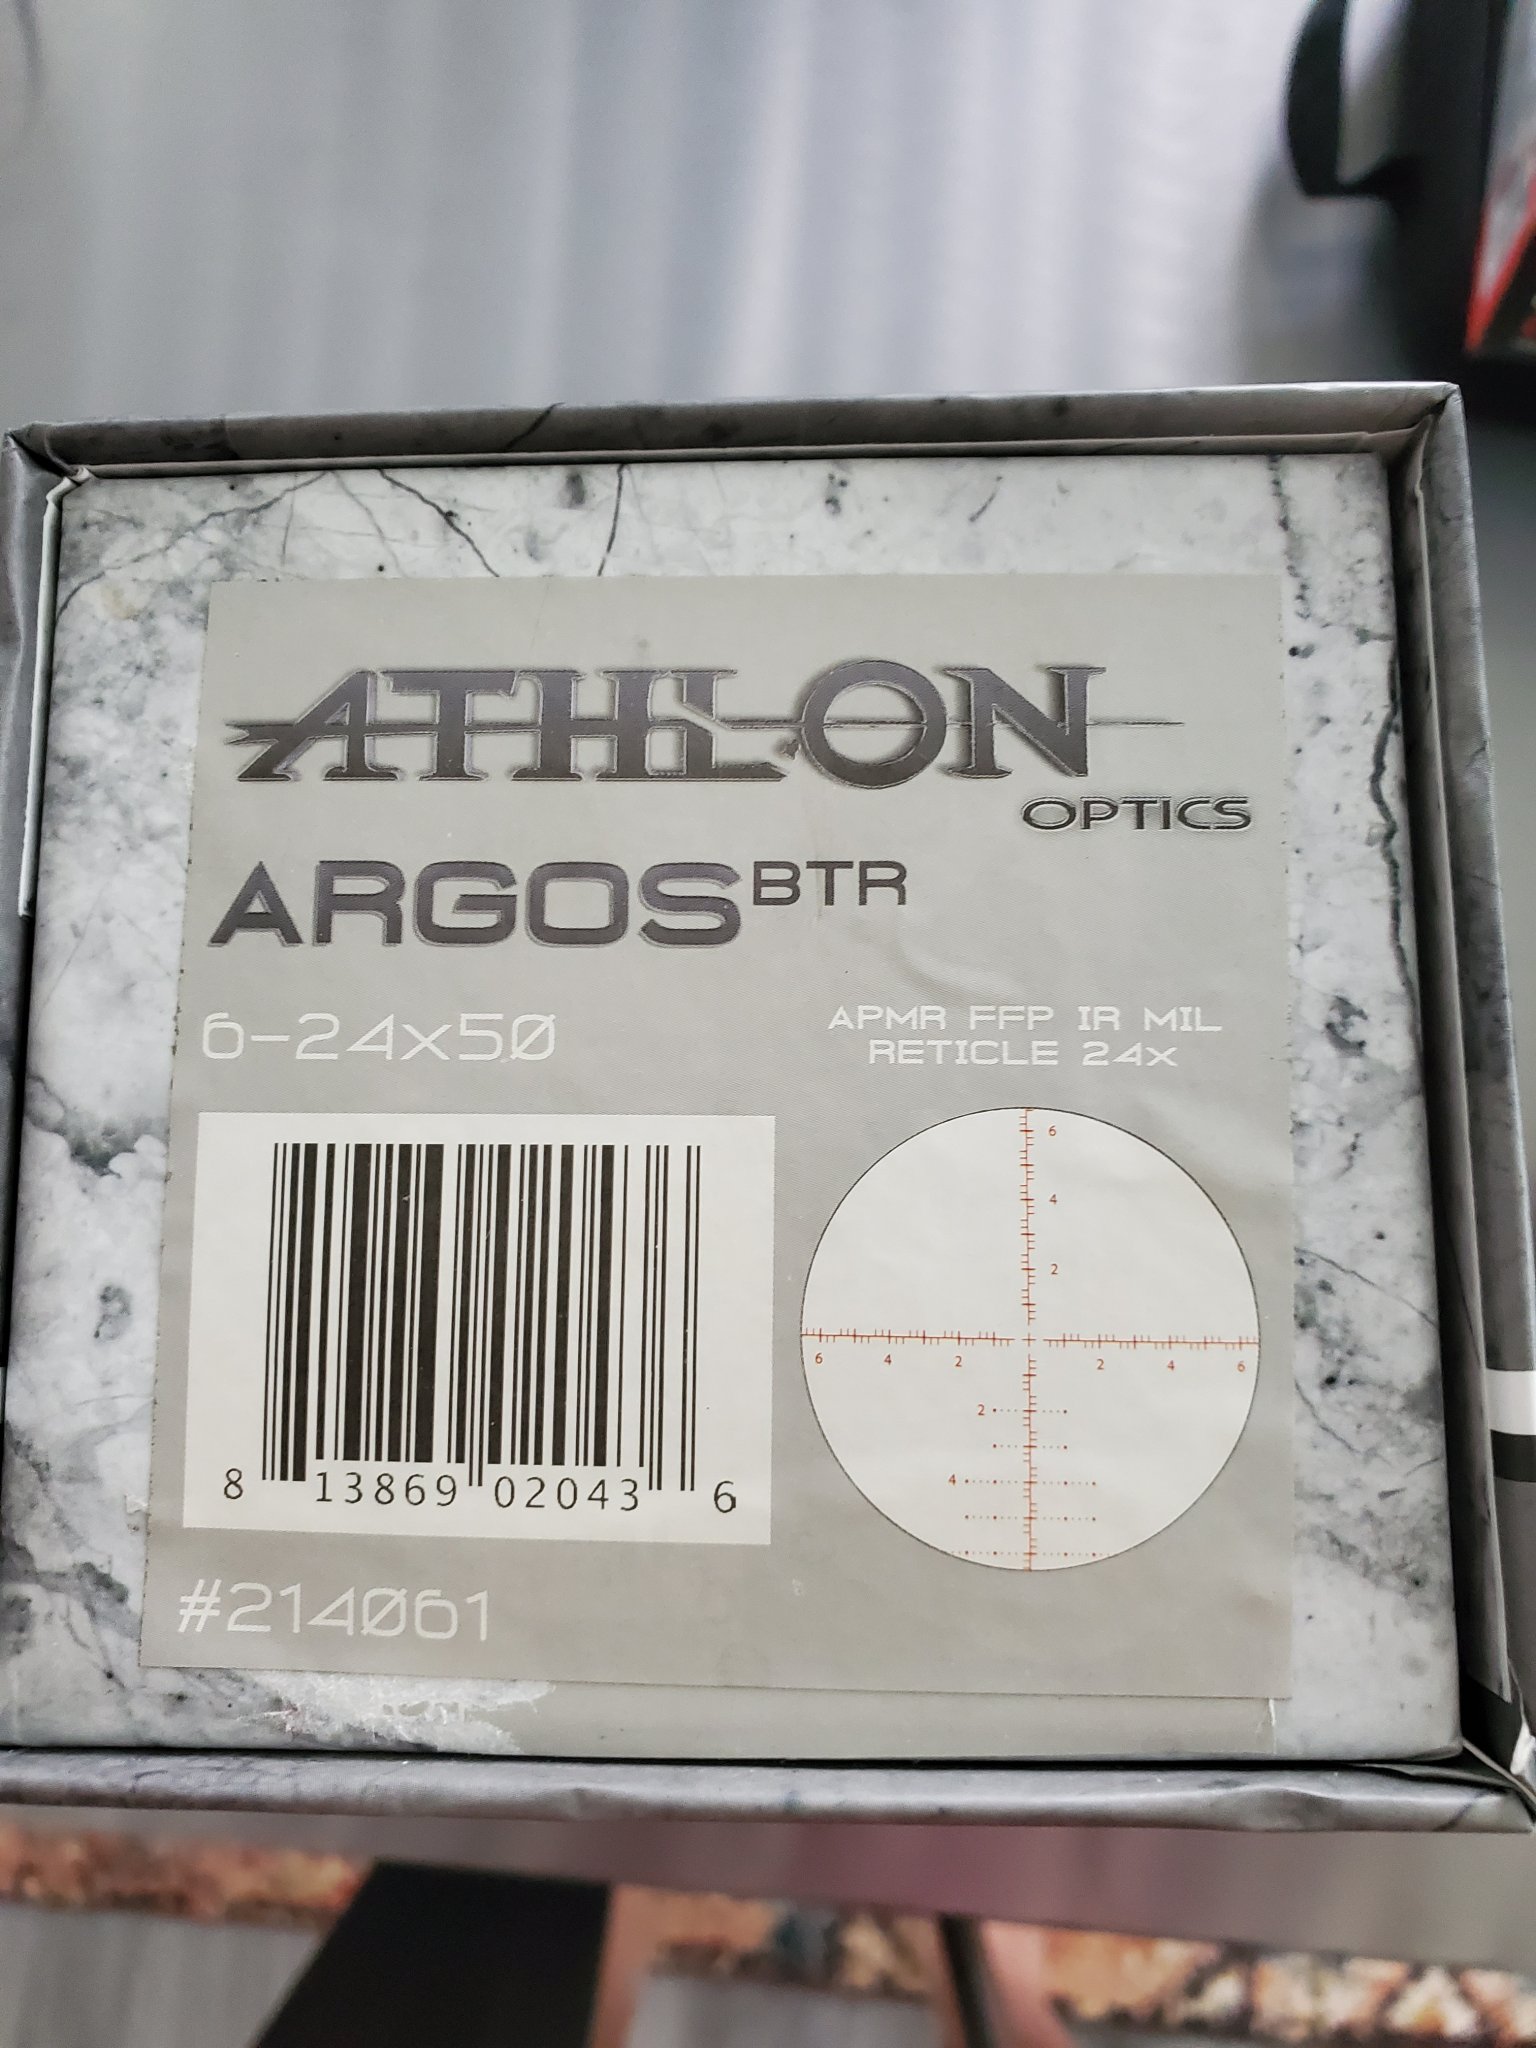 ATHLON
OPTICS
ARGOS BTR
6-24x50
APMR FFP IR MIL
RETICLE 24x
6
4
2
6 4 2 2 4 6
2
4
8 13869 02043 6
#214061